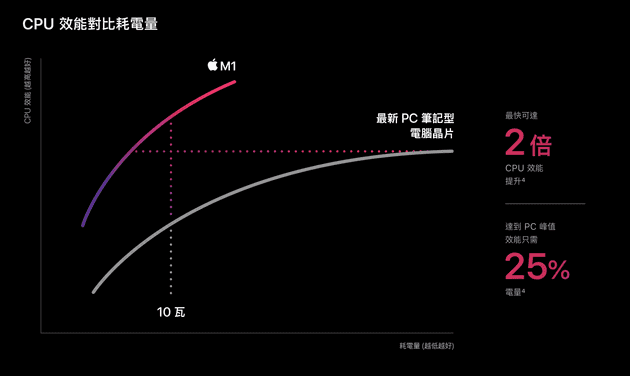 CPU 效能對比耗電量
CPU 效能 (越高越好)
M1
最新 PC 筆記型
電腦晶片
10 瓦
耗電量 (越低越好)
最快可達
2 倍
CPU 效能
提升⁴
達到 PC 峰值
效能只需
25%
電量⁴